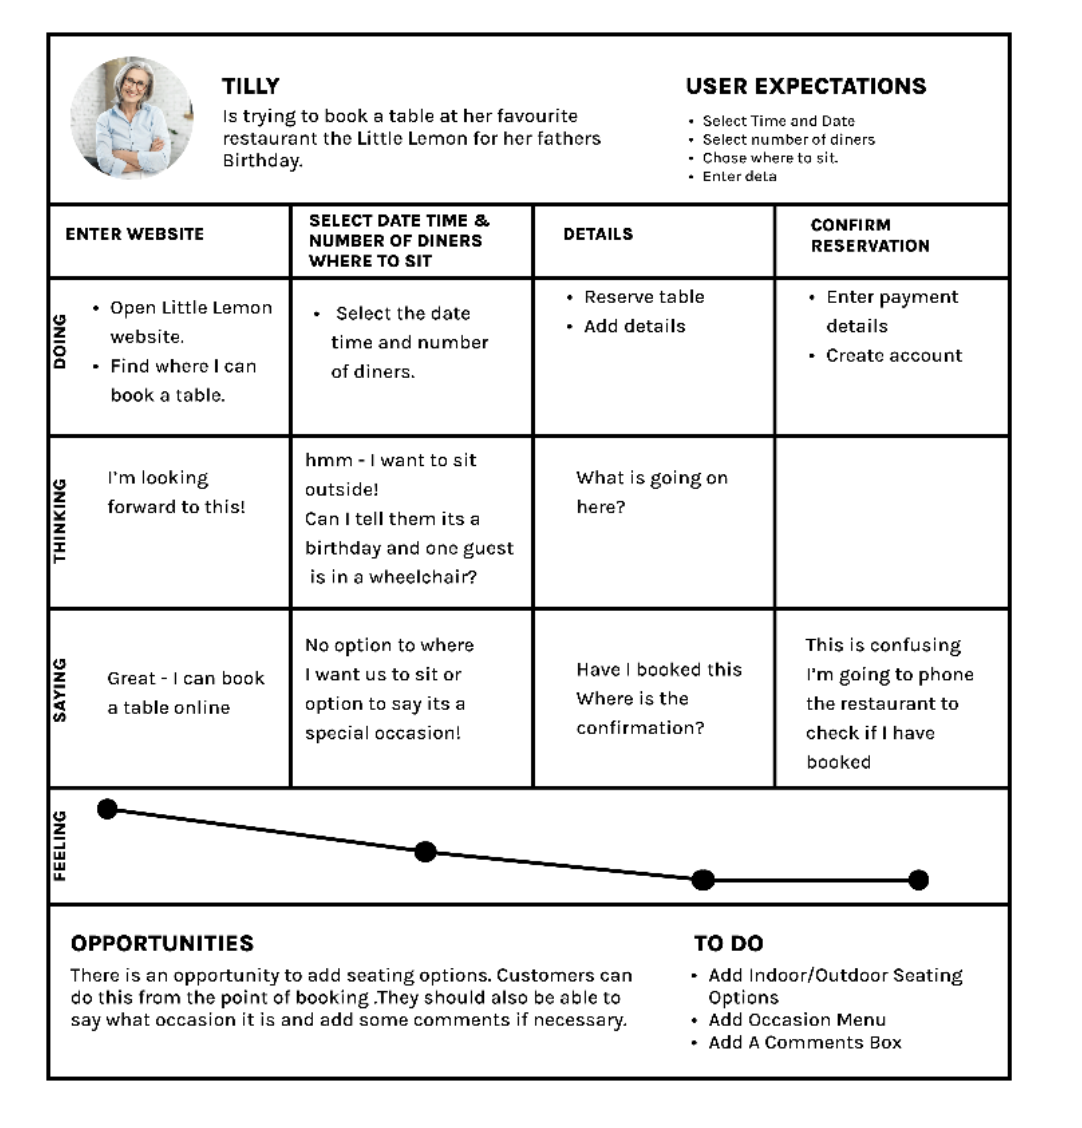 TILLY
Is trying to book a table at her favourite
restaurant the Little Lemon for her fathers
Birthday.
USER EXPECTATIONS
• Select Time and Date
• Select number of diners
• Chose where to sit.
• Enter deta
ENTER WEBSITE
SELECT DATE TIME &
NUMBER OF DINERS
WHERE TO SIT
DETAILS
CONFIRM
RESERVATION
DOING
• Open Little Lemon
website.
• Find where I can
book a table.
• Select the date
time and number
of diners.
• Reserve table
• Add details
• Enter payment
details
• Create account
THINKING
I'm looking
forward to this!
hmm - I want to sit
outside!
Can I tell them its a
birthday and one guest
is in a wheelchair?
What is going on
here?
SAYING
Great - I can book
a table online
No option to where
I want us to sit or
option to say its a
special occasion!
Have I booked this
Where is the
confirmation?
This is confusing
I'm going to phone
the restaurant to
check if I have
booked
FEELING
OPPORTUNITIES
There is an opportunity to add seating options. Customers can
do this from the point of booking .They should also be able to
say what occasion it is and add some comments if necessary.
TO DO
• Add Indoor/Outdoor Seating
Options
• Add Occasion Menu
• Add A Comments Box